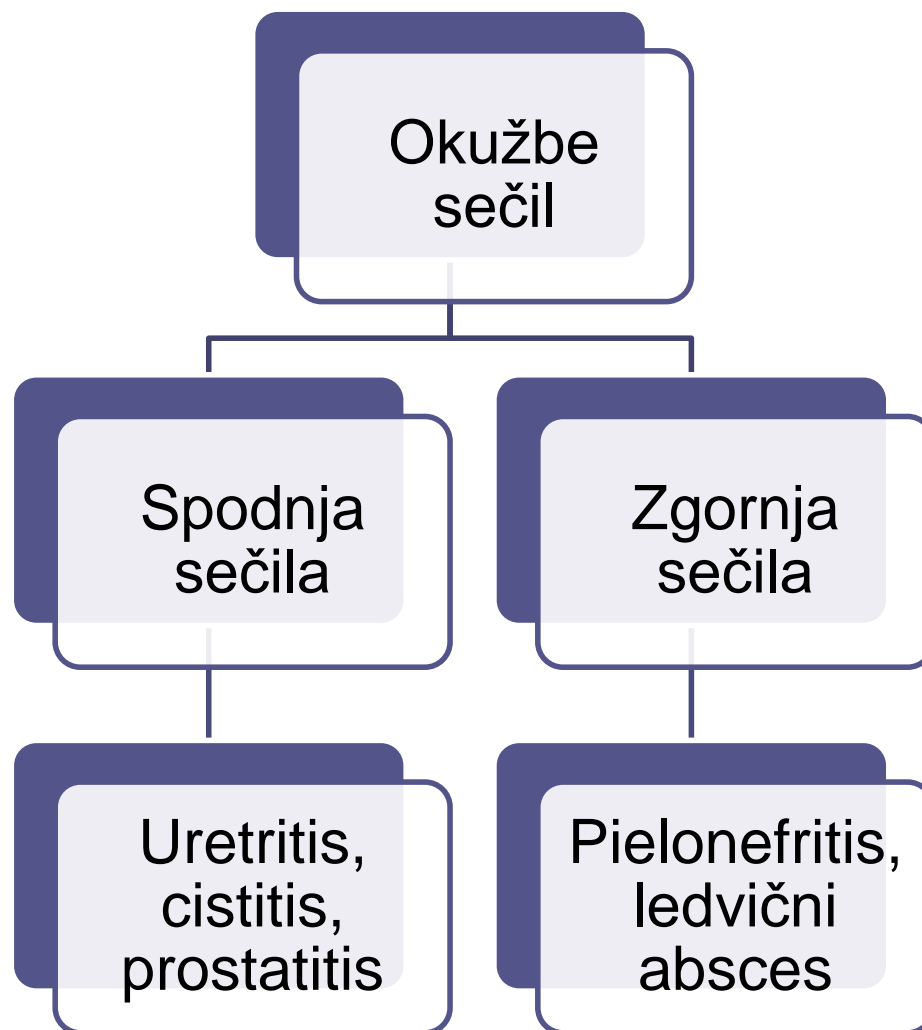 Okužbe
sečil
Spodnja
sečila
Zgornja
sečila
Uretritis,
cistitis,
prostatitis
Pielonefritis,
ledvični
absces